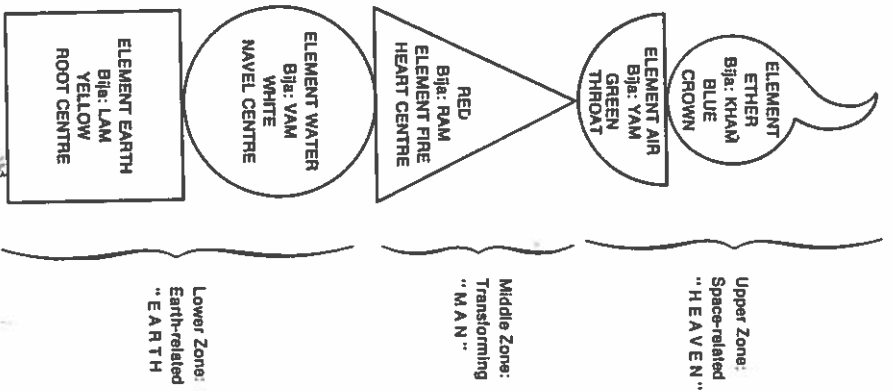 ELEMENT
ETHER
Bija: KHAṀ
BLUE
CROWN
Upper Zone:
Space-related
"HEAVEN"
ELEMENT AIR
Bija: YAM
GREEN
THROAT
RED
Bija: RAM
ELEMENT FIRE
HEART CENTRE
Middle Zone:
Transforming
"MAN"
ELEMENT WATER
Bija: VAM
WHITE
NAVEL CENTRE
ELEMENT EARTH
Bija: LAM
YELLOW
ROOT CENTRE
Lower Zone:
Earth-related
"EARTH